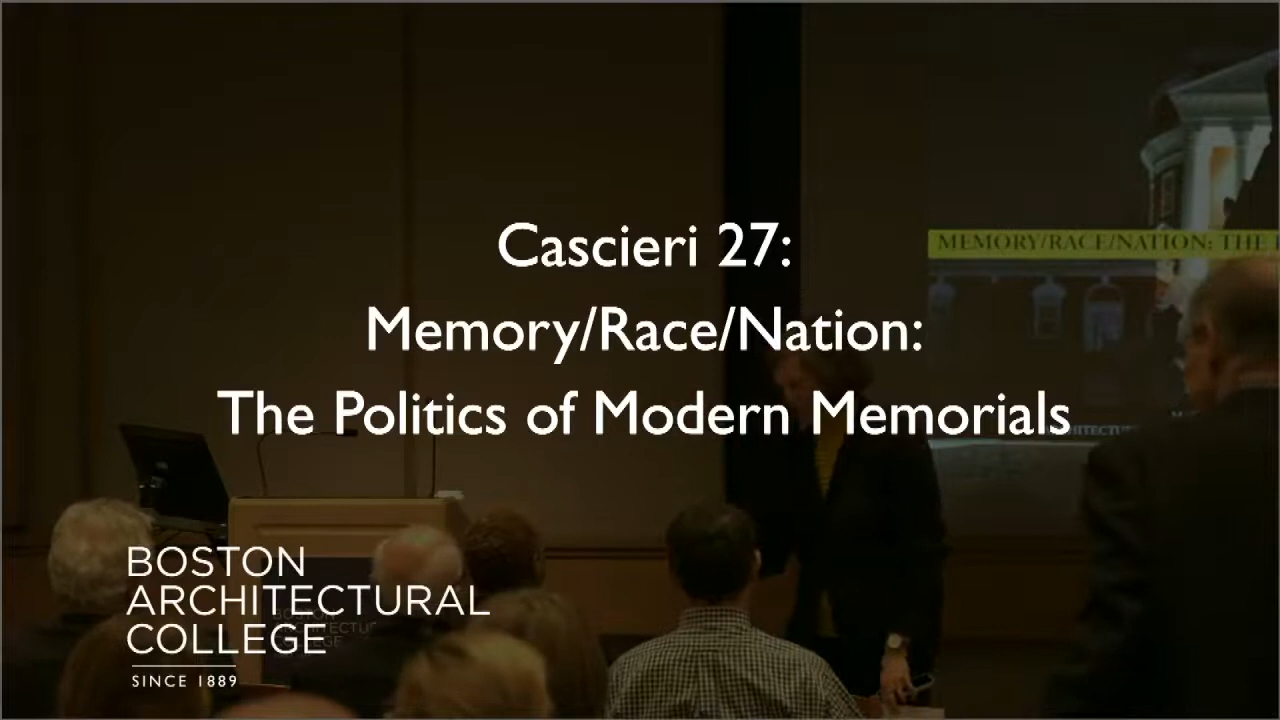 Cascieri 27:
Memory/Race/Nation:
The Politics of Modern Memorials
MEMORY/RACE/NATION: THE
BOSTON
ARCHITECTURAL
COLLEGE
SINCE 1889